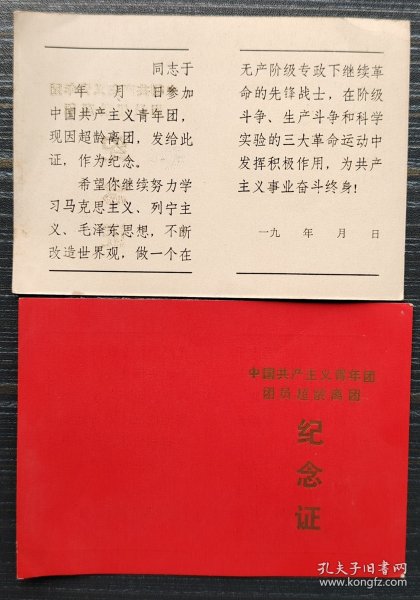 同志于
年　月　日参加
中国共产主义青年团，
现因超龄离团，发给此
证，作为纪念。
希望你继续努力学
习马克思主义、列宁主
义、毛泽东思想，不断
改造世界观，做一个在
无产阶级专政下继续革
命的先锋战士，在阶级
斗争、生产斗争和科学
实验的三大革命运动中
发挥积极作用，为共产
主义事业奋斗终身！
一九　年　月　日
中国共产主义青年团
团员超龄离团
纪
念
证
孔夫子旧书网
www.kongfz.com